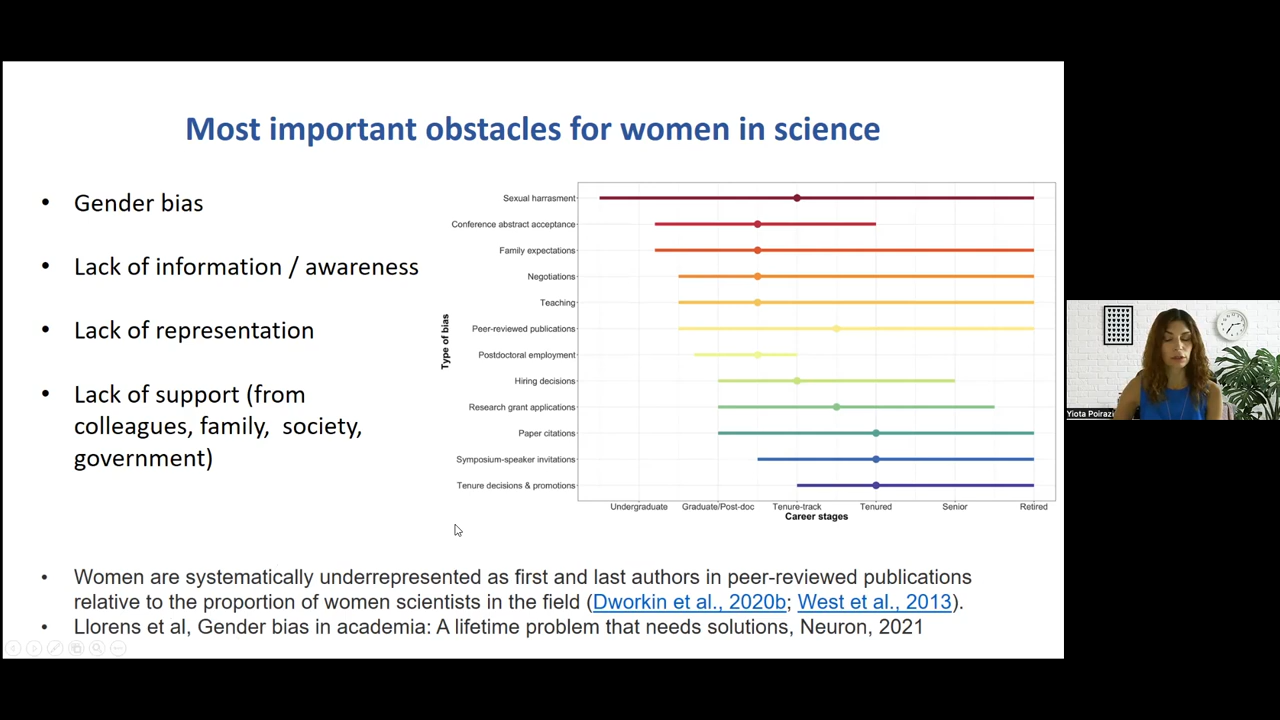 Most important obstacles for women in science
• Gender bias
• Lack of information / awareness
• Lack of representation
• Lack of support (from
colleagues, family, society,
government)
Type of bias
Sexual harrasment
Conference abstract acceptance
Family expectations
Negotiations
Teaching
Peer-reviewed publications
Postdoctoral employment
Hiring decisions
Research grant applications
Paper citations
Symposium-speaker invitations
Tenure decisions & promotions
Undergraduate Graduate/Post-doc Tenure-track Tenured Senior Retired
Career stages
• Women are systematically underrepresented as first and last authors in peer-reviewed publications
relative to the proportion of women scientists in the field (Dworkin et al., 2020b; West et al., 2013).
• Llorens et al, Gender bias in academia: A lifetime problem that needs solutions, Neuron, 2021
Yiota Poirazi